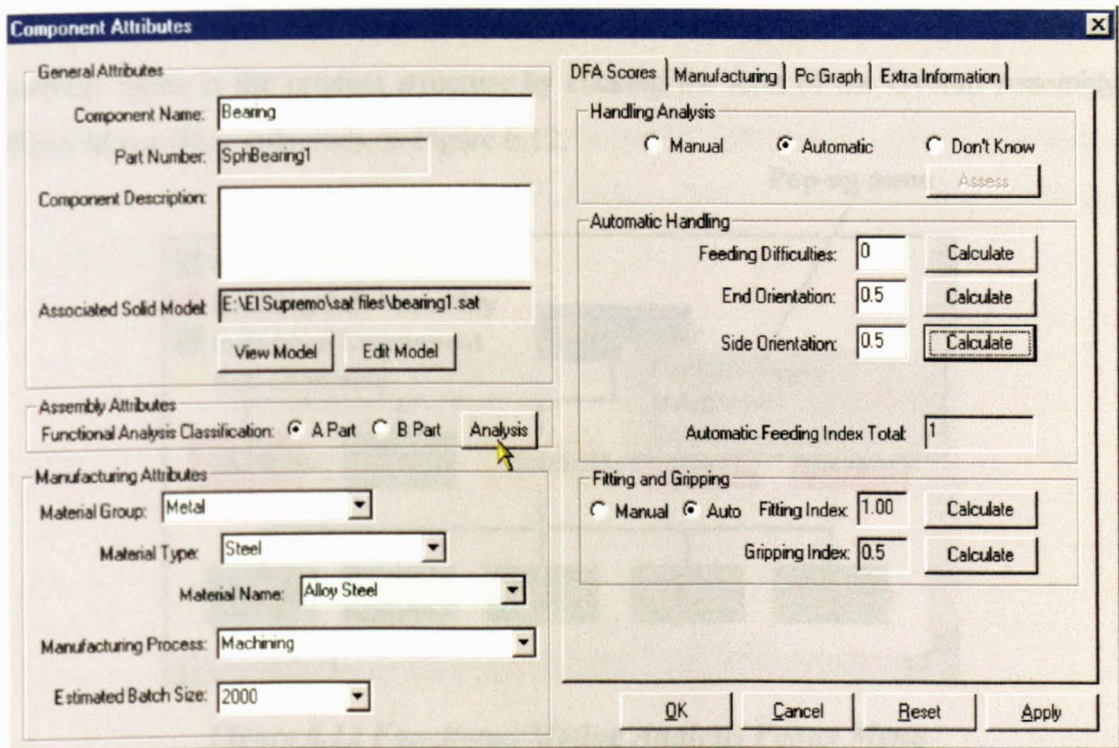 Component Attributes
General Attributes
Component Name: Bearing
Part Number: SphBearing1
Component Description:
Associated Solid Model: E:\El Supremo\sat files\bearing1.sat
View Model Edit Model
Assembly Attributes
Functional Analysis Classification: A Part B Part Analysis
Manufacturing Attributes
Material Group: Metal
Material Type: Steel
Material Name: Alloy Steel
Manufacturing Process: Machining
Estimated Batch Size: 2000
DFA Scores Manufacturing Pc Graph Extra Information
Handling Analysis
Manual Automatic Don't Know
Assess
Automatic Handling
Feeding Difficulties: 0 Calculate
End Orientation: 0.5 Calculate
Side Orientation: 0.5 Calculate
Automatic Feeding Index Total: 1
Fitting and Gripping
Manual Auto Fitting Index: 1.00 Calculate
Gripping Index: 0.5 Calculate
OK Cancel Reset Apply